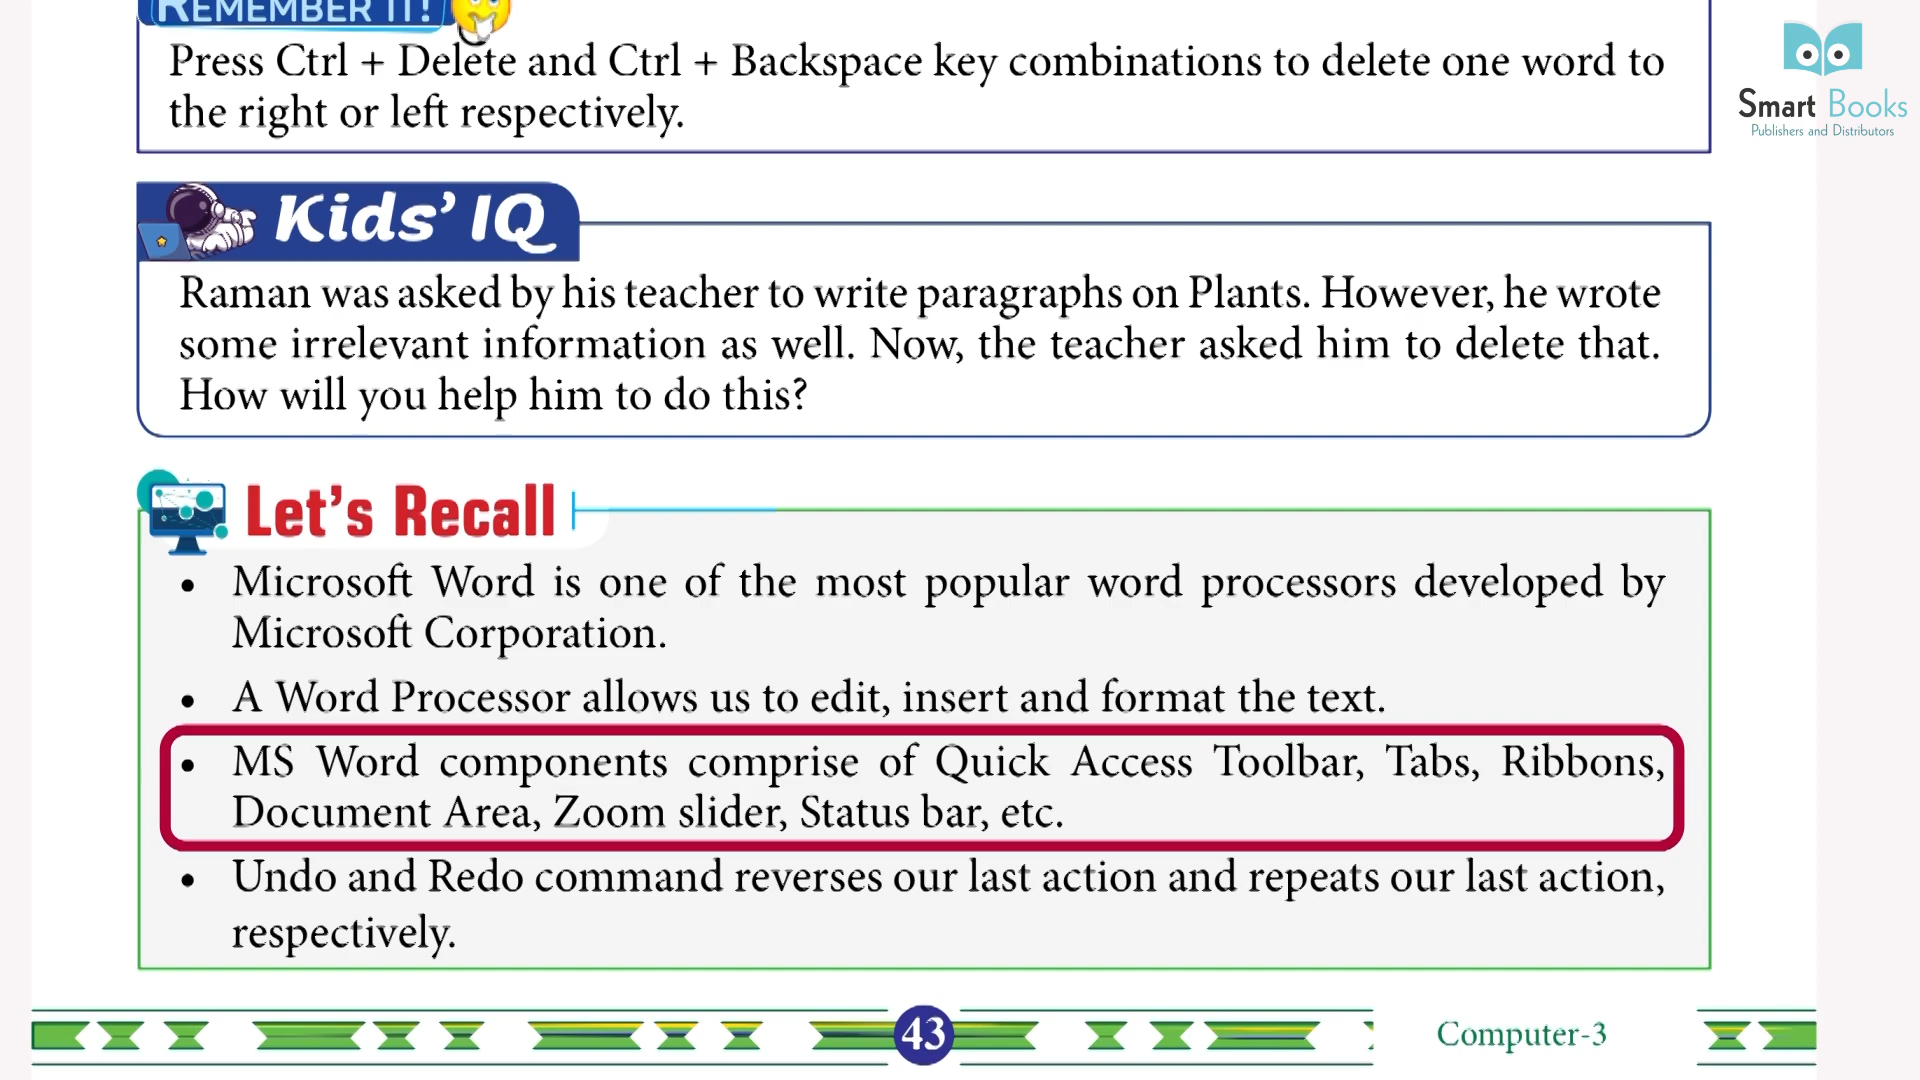 REMEMBER IT!
Press Ctrl + Delete and Ctrl + Backspace key combinations to delete one word to
the right or left respectively.
Smart Books
Publishers and Distributors
Kids' IQ
Raman was asked by his teacher to write paragraphs on Plants. However, he wrote
some irrelevant information as well. Now, the teacher asked him to delete that.
How will you help him to do this?
Let's Recall
• Microsoft Word is one of the most popular word processors developed by
Microsoft Corporation.
• A Word Processor allows us to edit, insert and format the text.
• MS Word components comprise of Quick Access Toolbar, Tabs, Ribbons,
Document Area, Zoom slider, Status bar, etc.
• Undo and Redo command reverses our last action and repeats our last action,
respectively.
43
Computer-3